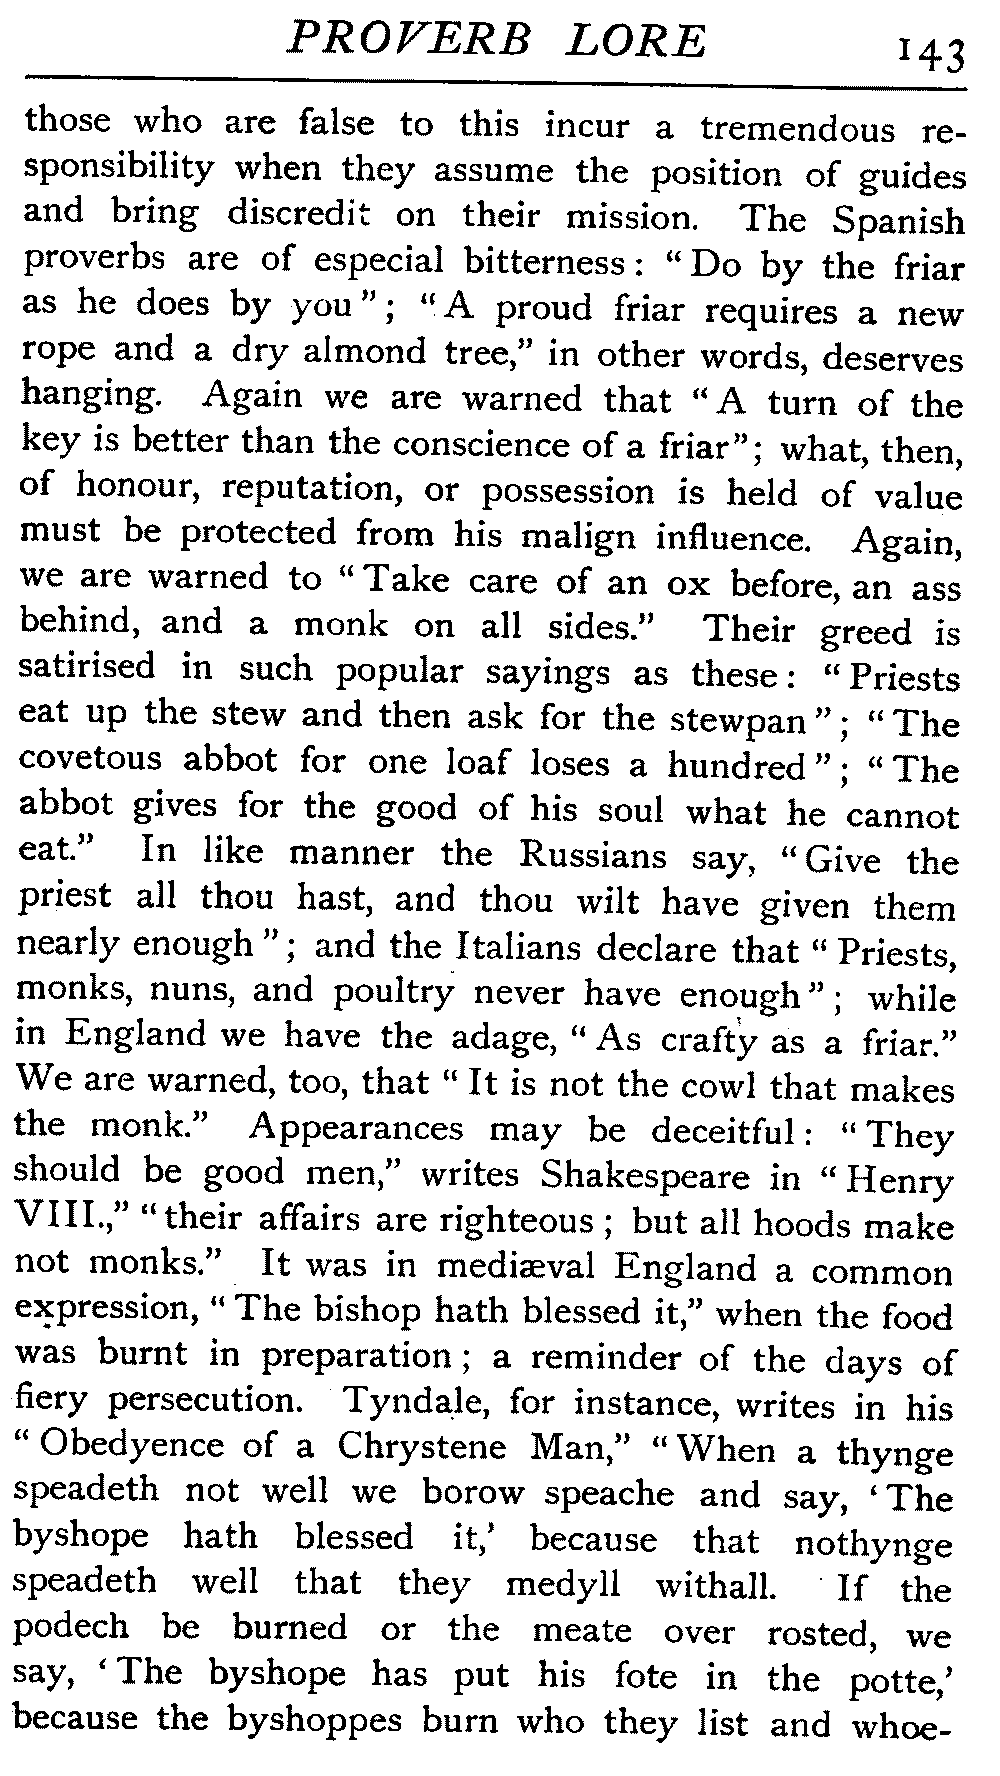 PROVERB LORE 143
those who are false to this incur a tremendous re-
sponsibility when they assume the position of guides
and bring discredit on their mission. The Spanish
proverbs are of especial bitterness: “Do by the friar
as he does by you”; “A proud friar requires a new
rope and a dry almond tree,” in other words, deserves
hanging. Again we are warned that “A turn of the
key is better than the conscience of a friar”; what, then,
of honour, reputation, or possession is held of value
must be protected from his malign influence. Again,
we are warned to “Take care of an ox before, an ass
behind, and a monk on all sides.” Their greed is
satirised in such popular sayings as these: “Priests
eat up the stew and then ask for the stewpan”; “The
covetous abbot for one loaf loses a hundred”; “The
abbot gives for the good of his soul what he cannot
eat.” In like manner the Russians say, “Give the
priest all thou hast, and thou wilt have given them
nearly enough”; and the Italians declare that “Priests,
monks, nuns, and poultry never have enough”; while
in England we have the adage, “As crafty as a friar.”
We are warned, too, that “It is not the cowl that makes
the monk.” Appearances may be deceitful: “They
should be good men,” writes Shakespeare in “Henry
VIII.,” “their affairs are righteous; but all hoods make
not monks.” It was in mediæval England a common
expression, “The bishop hath blessed it,” when the food
was burnt in preparation; a reminder of the days of
fiery persecution. Tyndale, for instance, writes in his
“Obedyence of a Chrystene Man,” “When a thynge
speadeth not well we borow speache and say, ‘The
byshope hath blessed it,’ because that nothynge
speadeth well that they medyll withall. If the
podech be burned or the meate over rosted, we
say, ‘The byshope has put his fote in the potte,’
because the byshoppes burn who they list and whoe-